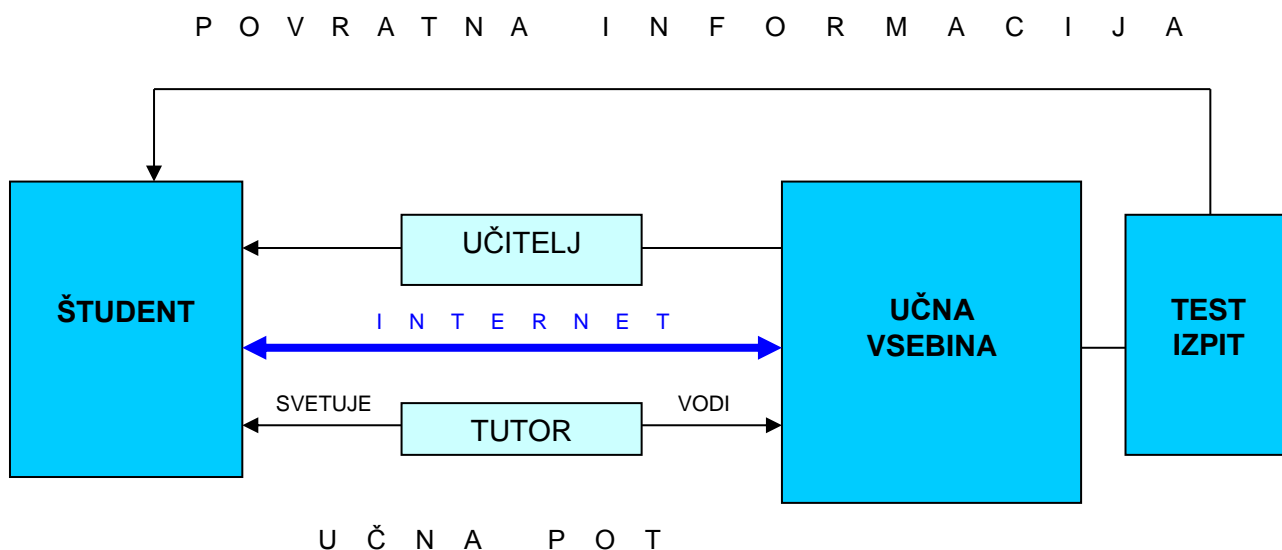 P O V R A T N A I N F O R M A C I J A
UČITELJ
ŠTUDENT
I N T E R N E T
UČNA
VSEBINA
TEST
IZPIT
SVETUJE
TUTOR
VODI
U Č N A P O T